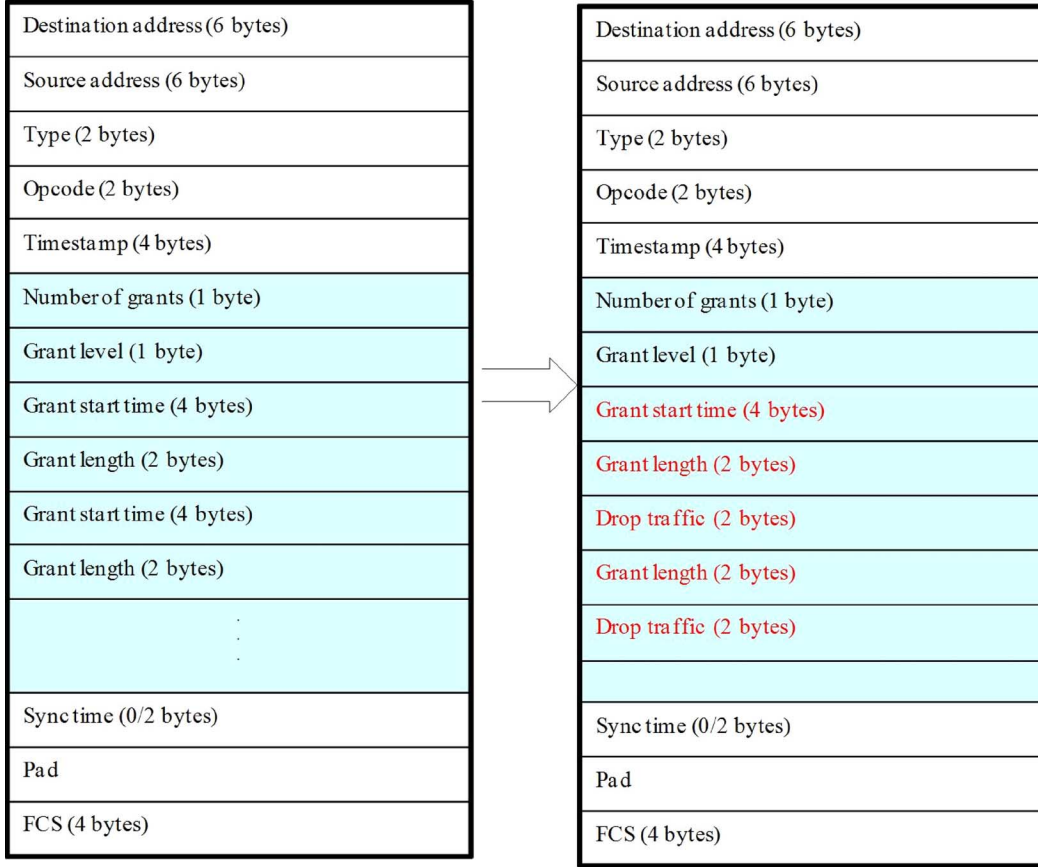 Destination address (6 bytes)
Source address (6 bytes)
Type (2 bytes)
Opcode (2 bytes)
Timestamp (4 bytes)
Number of grants (1 byte)
Grant level (1 byte)
Grant start time (4 bytes)
Grant length (2 bytes)
Grant start time (4 bytes)
Grant length (2 bytes)
.
.
.
Sync time (0/2 bytes)
Pad
FCS (4 bytes)
Destination address (6 bytes)
Source address (6 bytes)
Type (2 bytes)
Opcode (2 bytes)
Timestamp (4 bytes)
Number of grants (1 byte)
Grant level (1 byte)
Grant start time (4 bytes)
Grant length (2 bytes)
Drop traffic (2 bytes)
Grant length (2 bytes)
Drop traffic (2 bytes)
Sync time (0/2 bytes)
Pad
FCS (4 bytes)